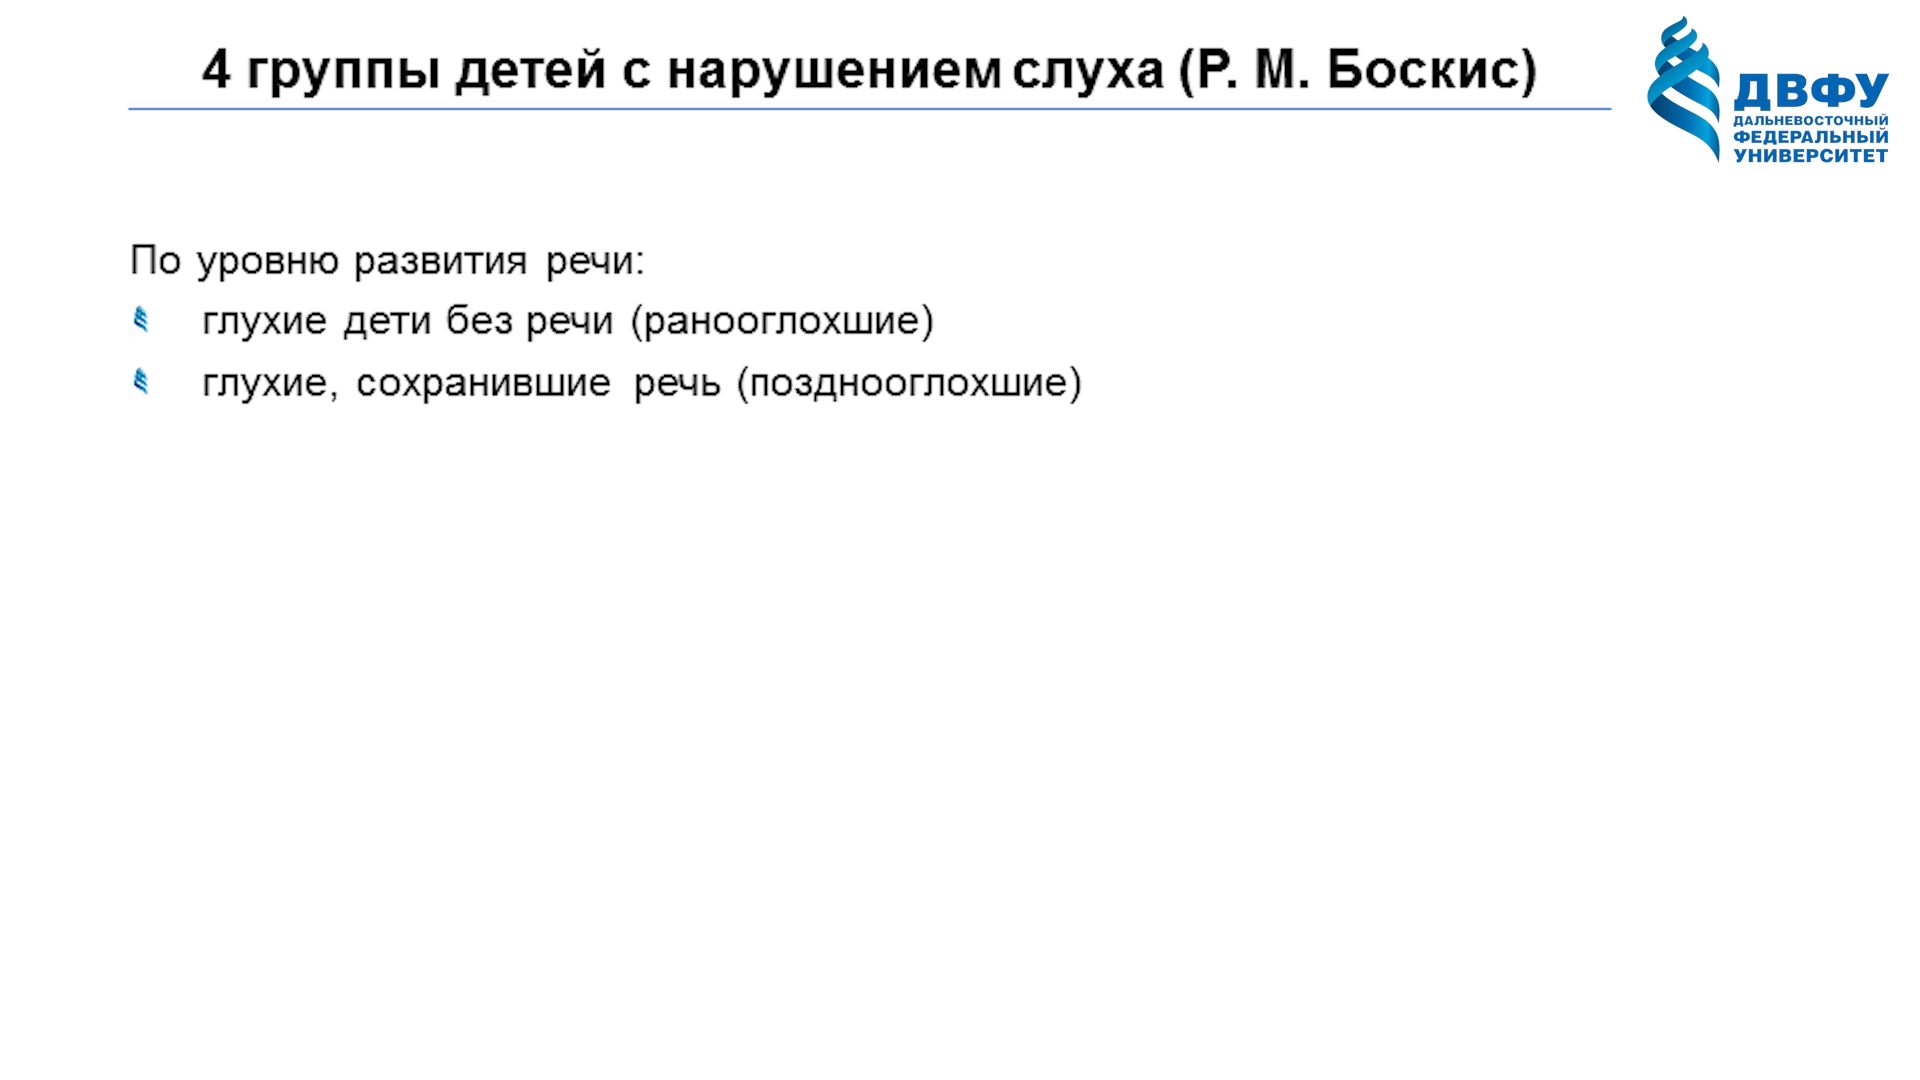 4 группы детей с нарушением слуха (Р. М. Боскис)
ДВФУ
ДАЛЬНЕВОСТОЧНЫЙ
ФЕДЕРАЛЬНЫЙ
УНИВЕРСИТЕТ
По уровню развития речи:
глухие дети без речи (ранооглохшие)
глухие, сохранившие речь (позднооглохшие)